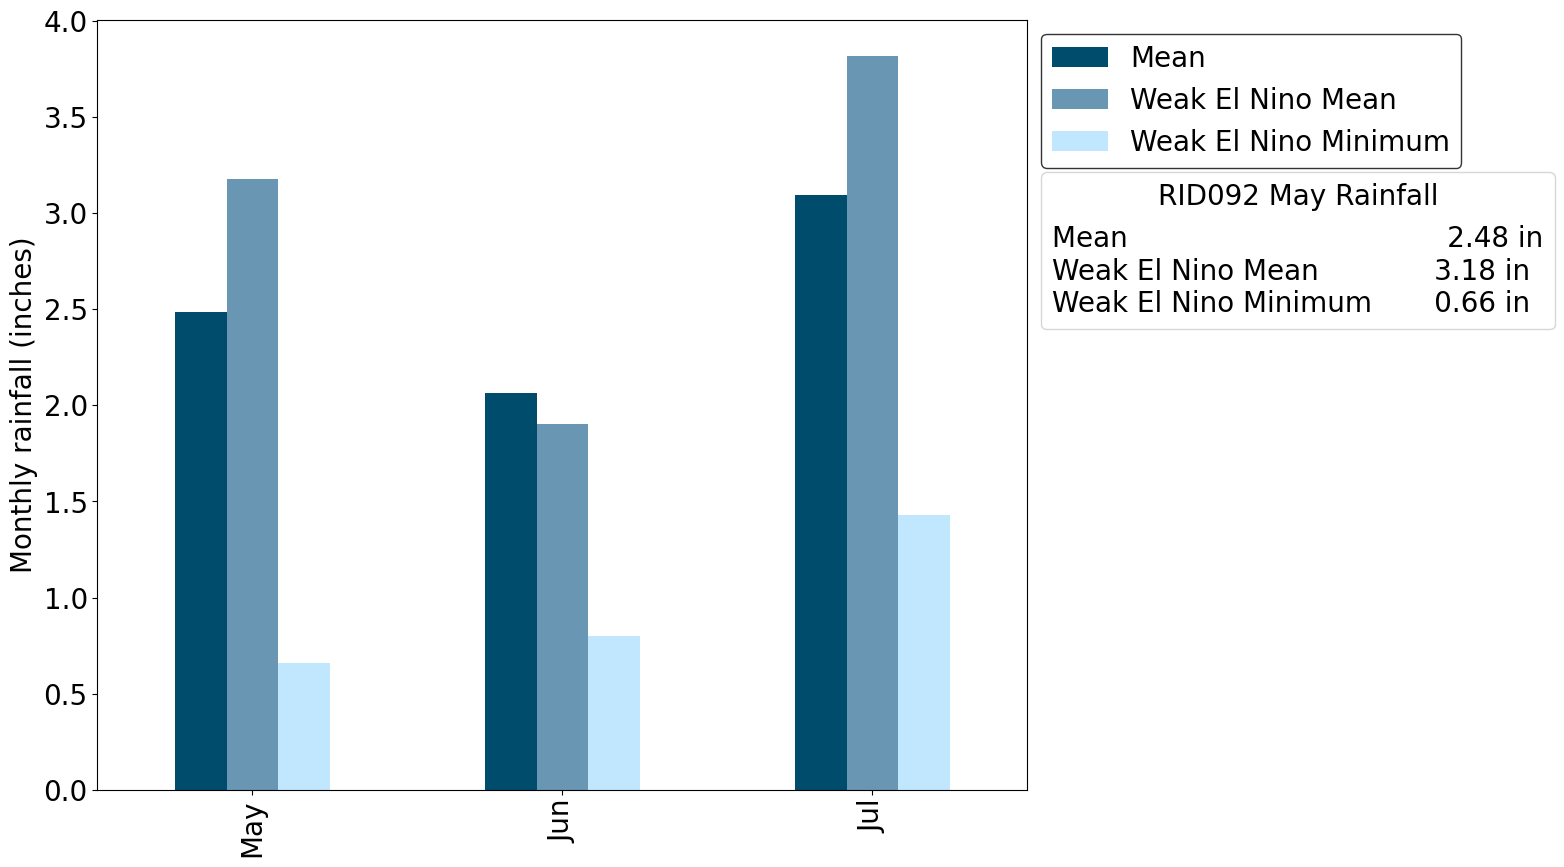 4.0
3.5
3.0
2.5
2.0
1.5
1.0
0.5
0.0
Monthly rainfall (inches)
May
Jun
Jul
Mean
Weak El Nino Mean
Weak El Nino Minimum
RID092 May Rainfall
Mean 2.48 in
Weak El Nino Mean 3.18 in
Weak El Nino Minimum 0.66 in